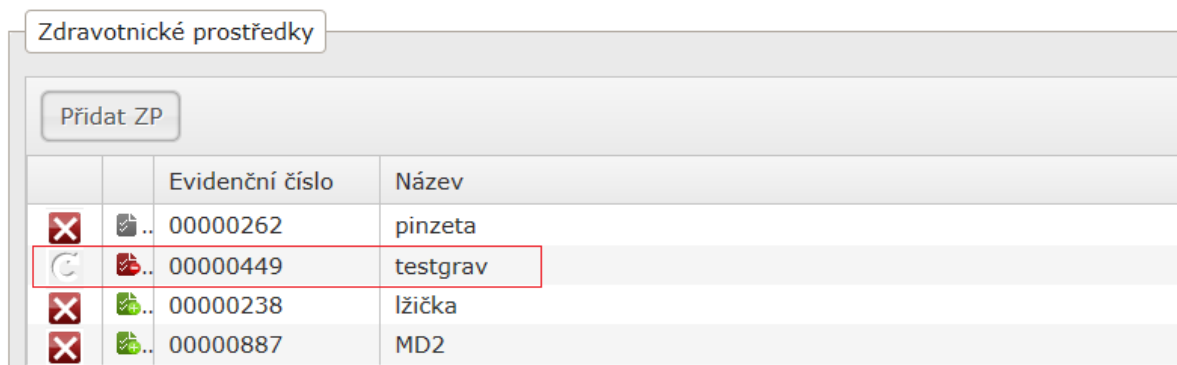 Zdravotnické prostředky
Přidat ZP
Evidenční číslo Název
.. 00000262 pinzeta
.. 00000449 testgrav
.. 00000238 lžička
.. 00000887 MD2